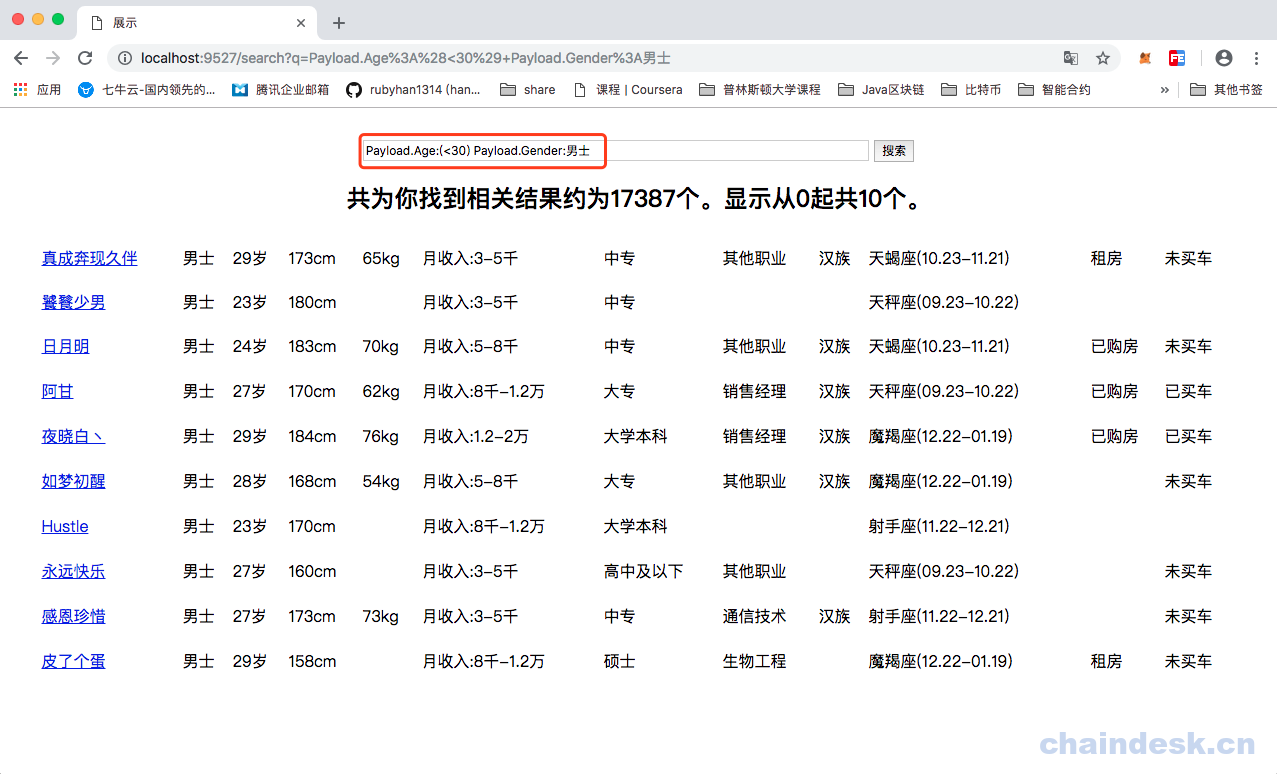 展示
localhost:9527/search?q=Payload.Age%3A%28<30%29+Payload.Gender%3A男士
应用 七牛云-国内领先的... 腾讯企业邮箱 rubyhan1314 (han... share 课程 | Coursera 普林斯顿大学课程 Java区块链 比特币 智能合约 » 其他书签
Payload.Age:(<30) Payload.Gender:男士 搜索
共为你找到相关结果约为17387个。显示从0起共10个。
真成奔现久伴 男士 29岁 173cm 65kg 月收入:3-5千 中专 其他职业 汉族 天蝎座(10.23-11.21) 租房 未买车
饕餮少男 男士 23岁 180cm 月收入:3-5千 中专 天秤座(09.23-10.22)
日月明 男士 24岁 183cm 70kg 月收入:5-8千 中专 其他职业 汉族 天蝎座(10.23-11.21) 已购房 未买车
阿甘 男士 27岁 170cm 62kg 月收入:8千-1.2万 大专 销售经理 汉族 天秤座(09.23-10.22) 已购房 已买车
夜晓白丶 男士 29岁 184cm 76kg 月收入:1.2-2万 大学本科 销售经理 汉族 魔羯座(12.22-01.19) 已购房 已买车
如梦初醒 男士 28岁 168cm 54kg 月收入:5-8千 大专 其他职业 汉族 魔羯座(12.22-01.19) 未买车
Hustle 男士 23岁 170cm 月收入:8千-1.2万 大学本科 射手座(11.22-12.21)
永远快乐 男士 27岁 160cm 月收入:3-5千 高中及以下 其他职业 天秤座(09.23-10.22) 未买车
感恩珍惜 男士 27岁 173cm 73kg 月收入:3-5千 中专 通信技术 汉族 射手座(11.22-12.21) 未买车
皮了个蛋 男士 29岁 158cm 月收入:8千-1.2万 硕士 生物工程 魔羯座(12.22-01.19) 租房 未买车
chaindesk.cn